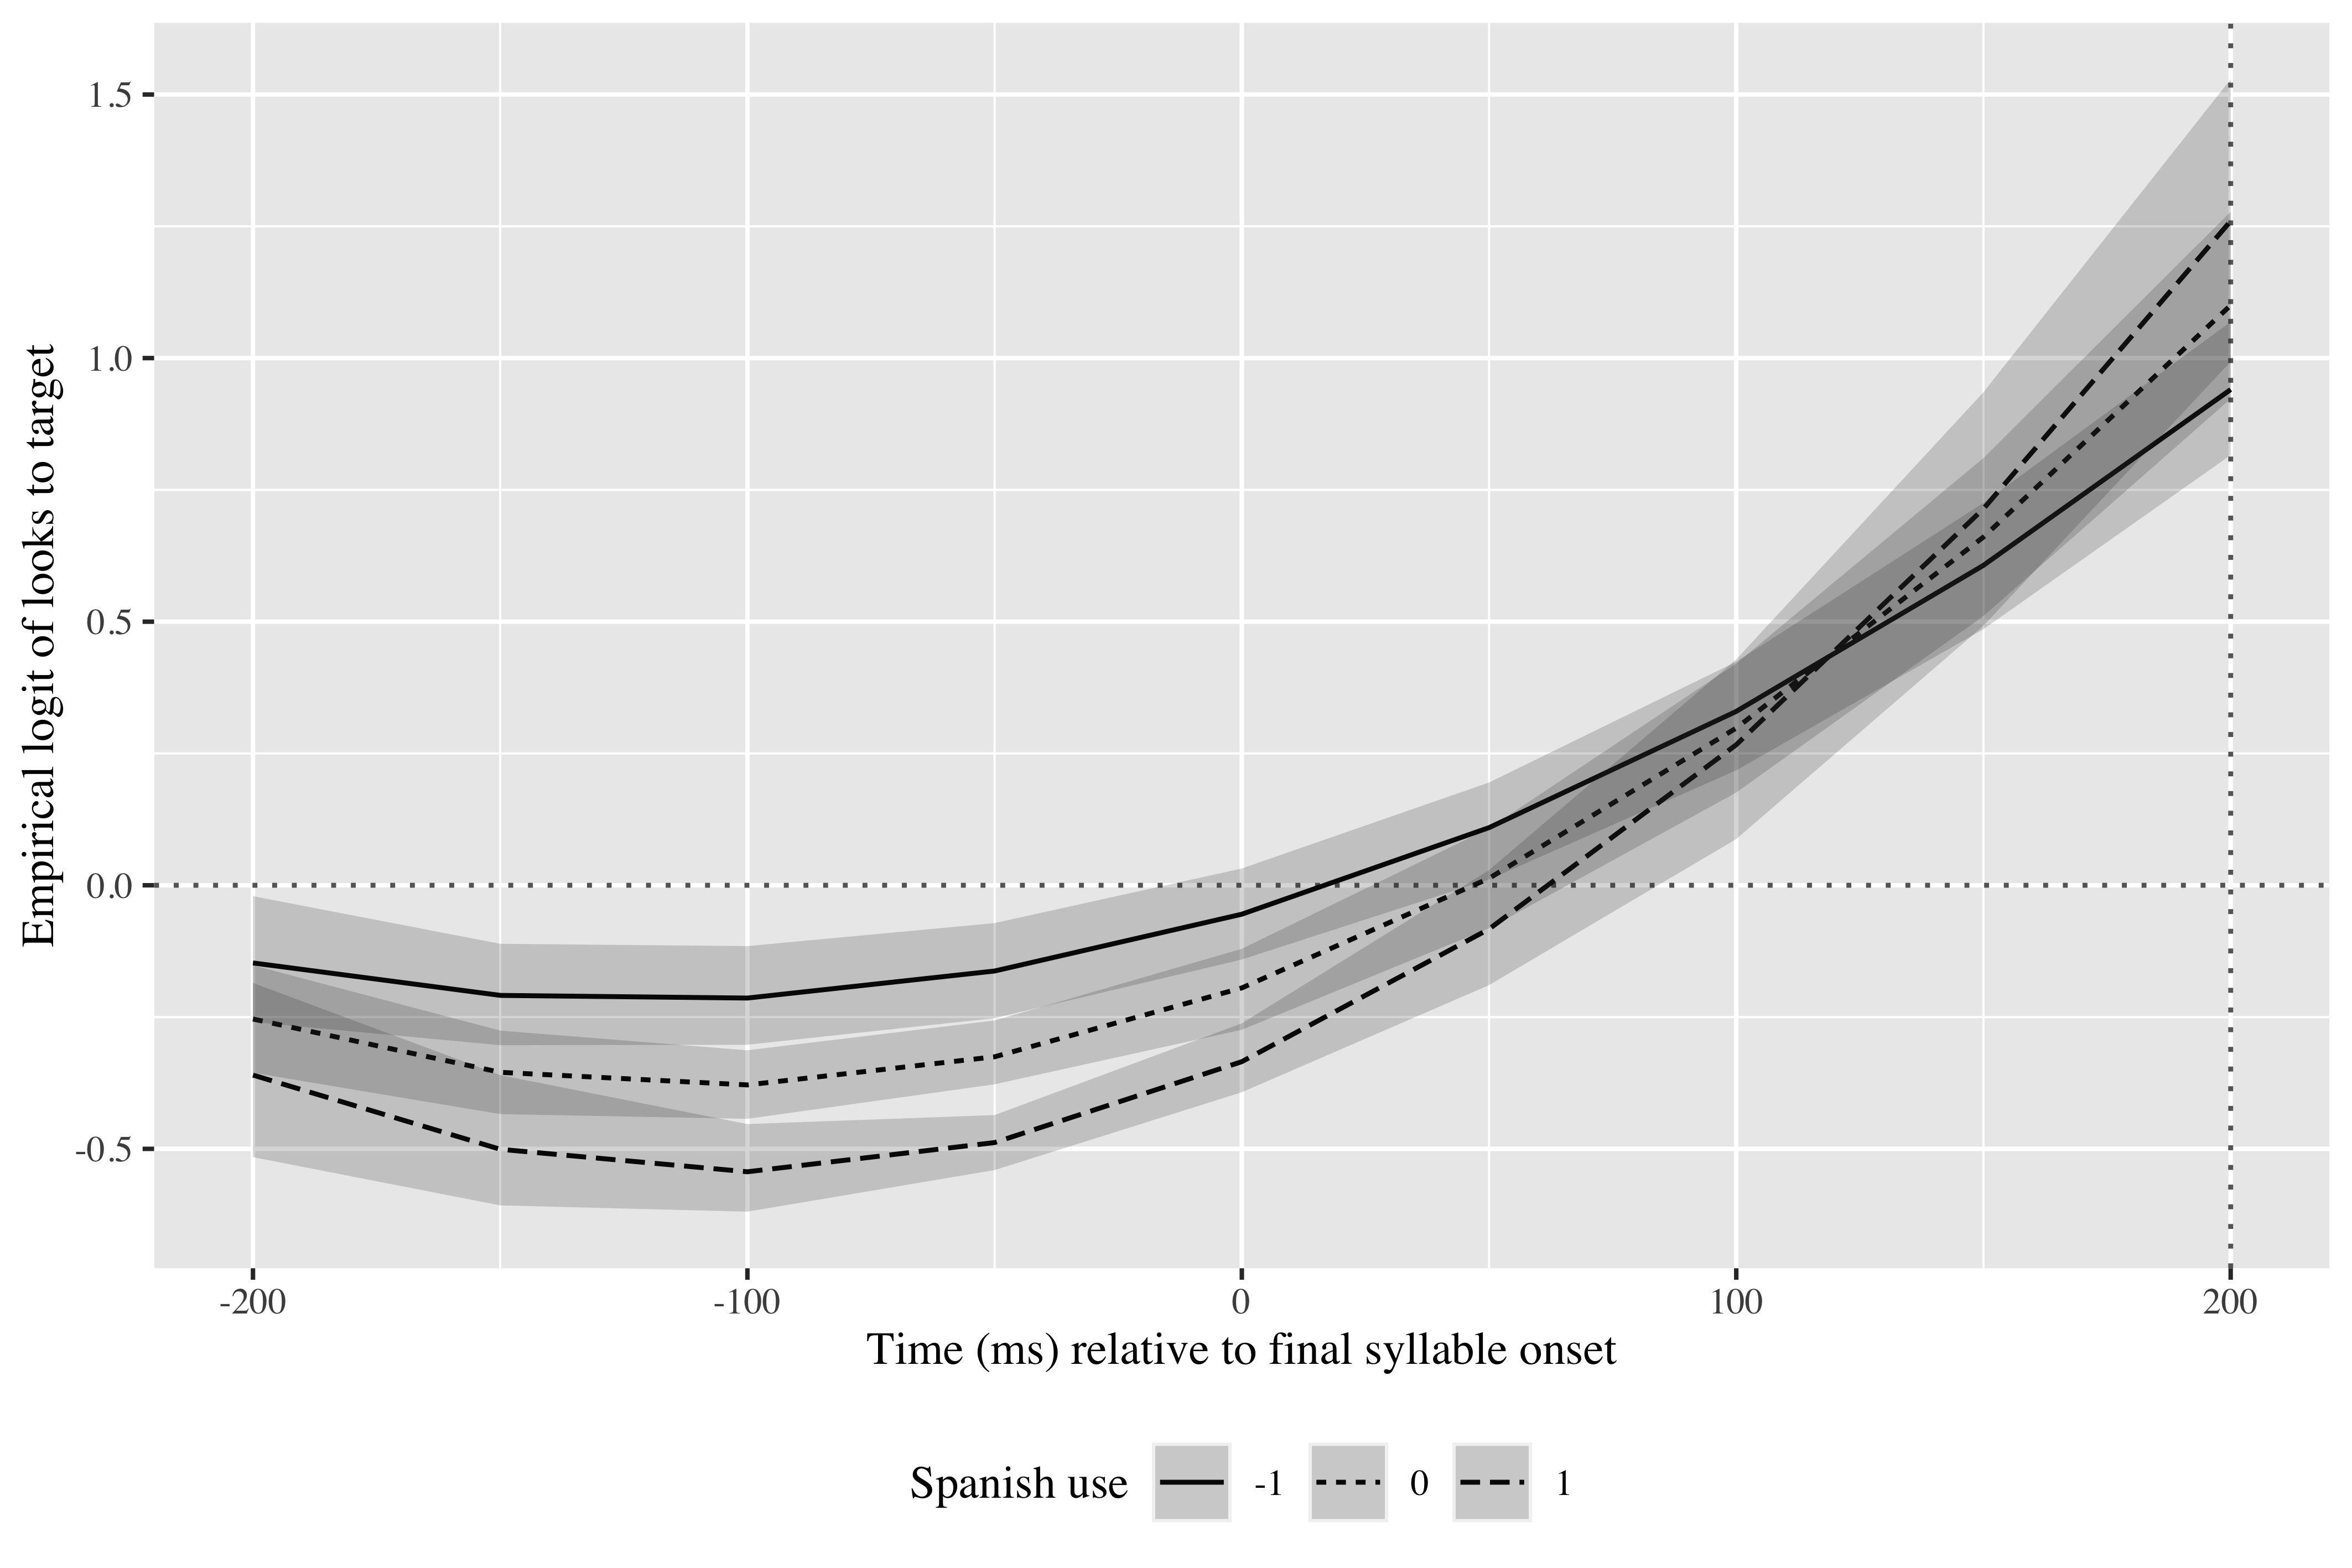 Empirical logit of looks to target
1.5
1.0
0.5
0.0
-0.5
-200 -100 0 100 200
Time (ms) relative to final syllable onset
Spanish use -1 0 1